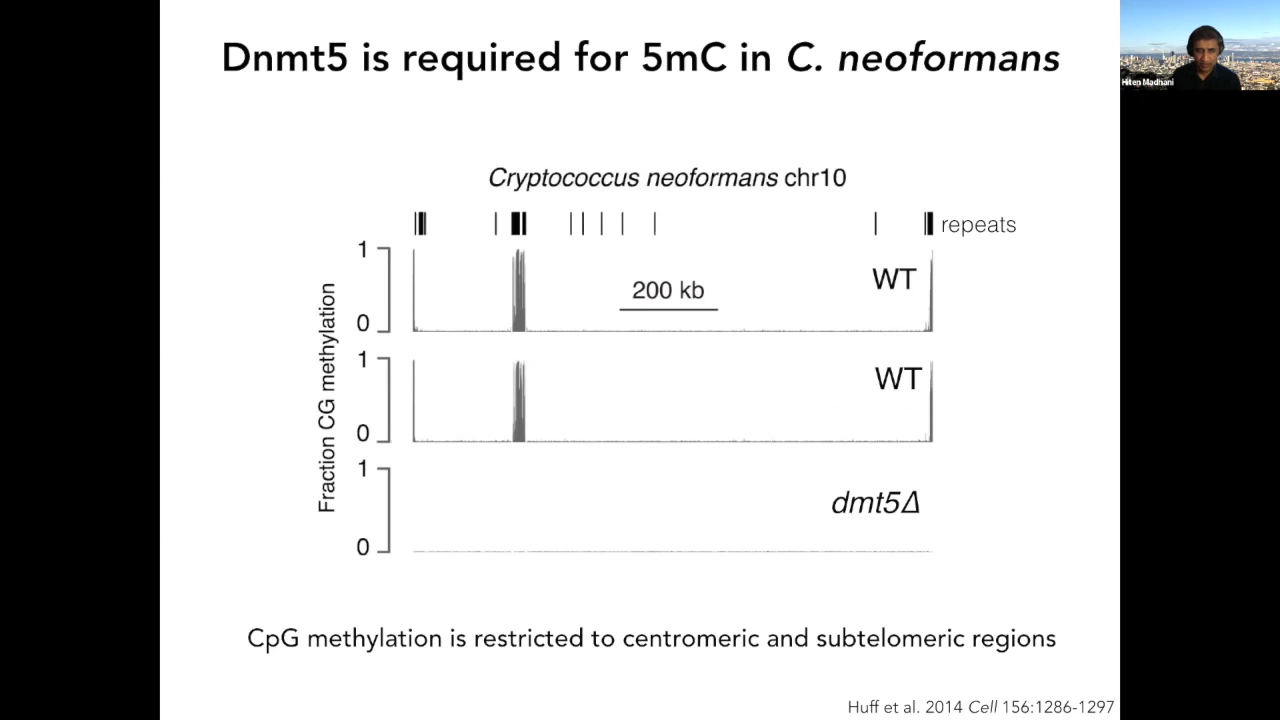 Dnmt5 is required for 5mC in C. neoformans
Hiten Madhani
Cryptococcus neoformans chr10
repeats
Fraction CG methylation
1
WT
200 kb
0
1
WT
0
1
dmt5Δ
0
CpG methylation is restricted to centromeric and subtelomeric regions
Huff et al. 2014 Cell 156:1286-1297